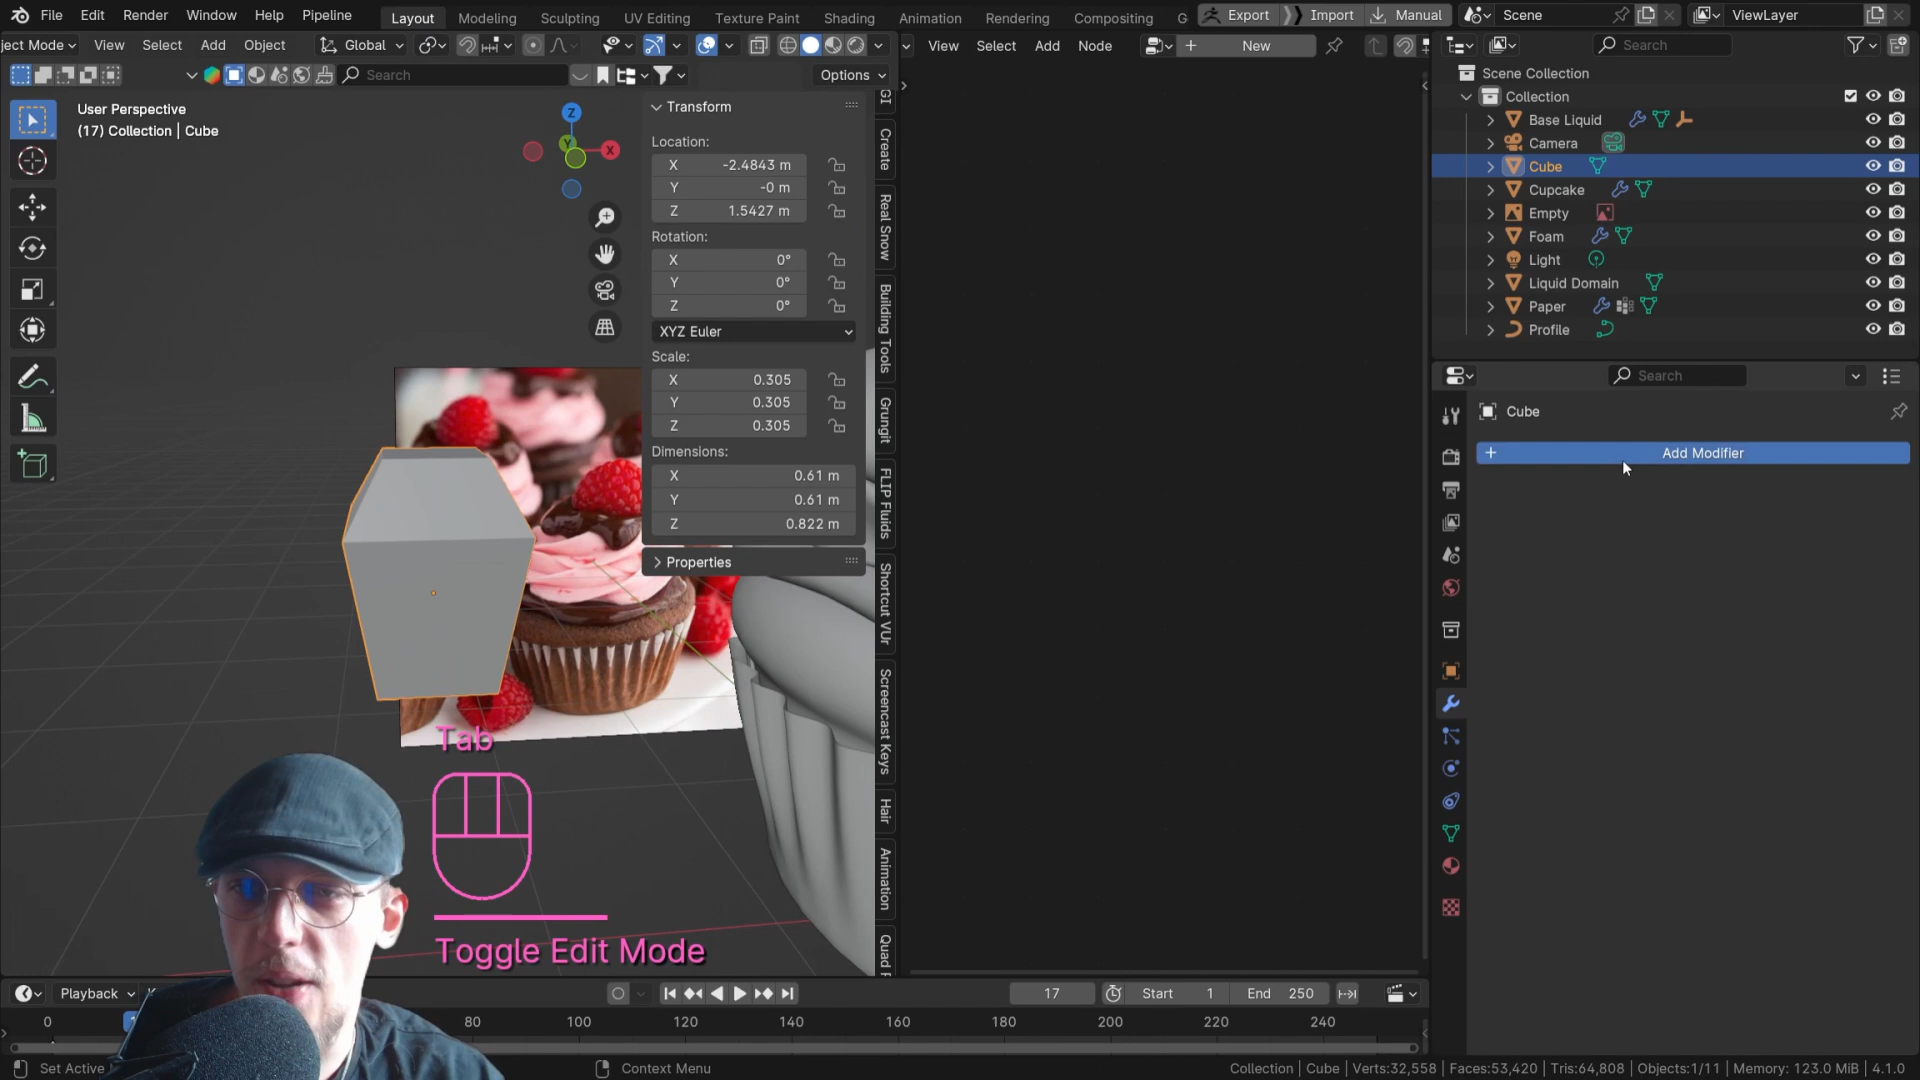 File Edit Render Window Help Pipeline Layout Modeling Sculpting UV Editing Texture Paint Shading Animation Rendering Compositing G Export Import Manual Scene ViewLayer
ject Mode View Select Add Object Global View Select Add Node New Search
Search Options
User Perspective
(17) Collection | Cube
Z
Y
X
Transform
Location:
X -2.4843 m
Y -0 m
Z 1.5427 m
Rotation:
X 0°
Y 0°
Z 0°
XYZ Euler
Scale:
X 0.305
Y 0.305
Z 0.305
Dimensions:
X 0.61 m
Y 0.61 m
Z 0.822 m
Properties
GI
Create
Real Snow
Building Tools
Grungit
FLIP Fluids
Shortcut VUr
Screencast Keys
Hair
Animation
Quad F
Scene Collection
Collection
Base Liquid
Camera
Cube
Cupcake
Empty
Foam
Light
Liquid Domain
Paper
Profile
Search
Cube
Add Modifier
Tab
Toggle Edit Mode
Playback 17 Start 1 End 250
0 80 100 120 140 160 180 200 220 240
Set Active Context Menu Collection | Cube | Verts:32,558 | Faces:53,420 | Tris:64,808 | Objects:1/11 | Memory: 123.0 MiB | 4.1.0